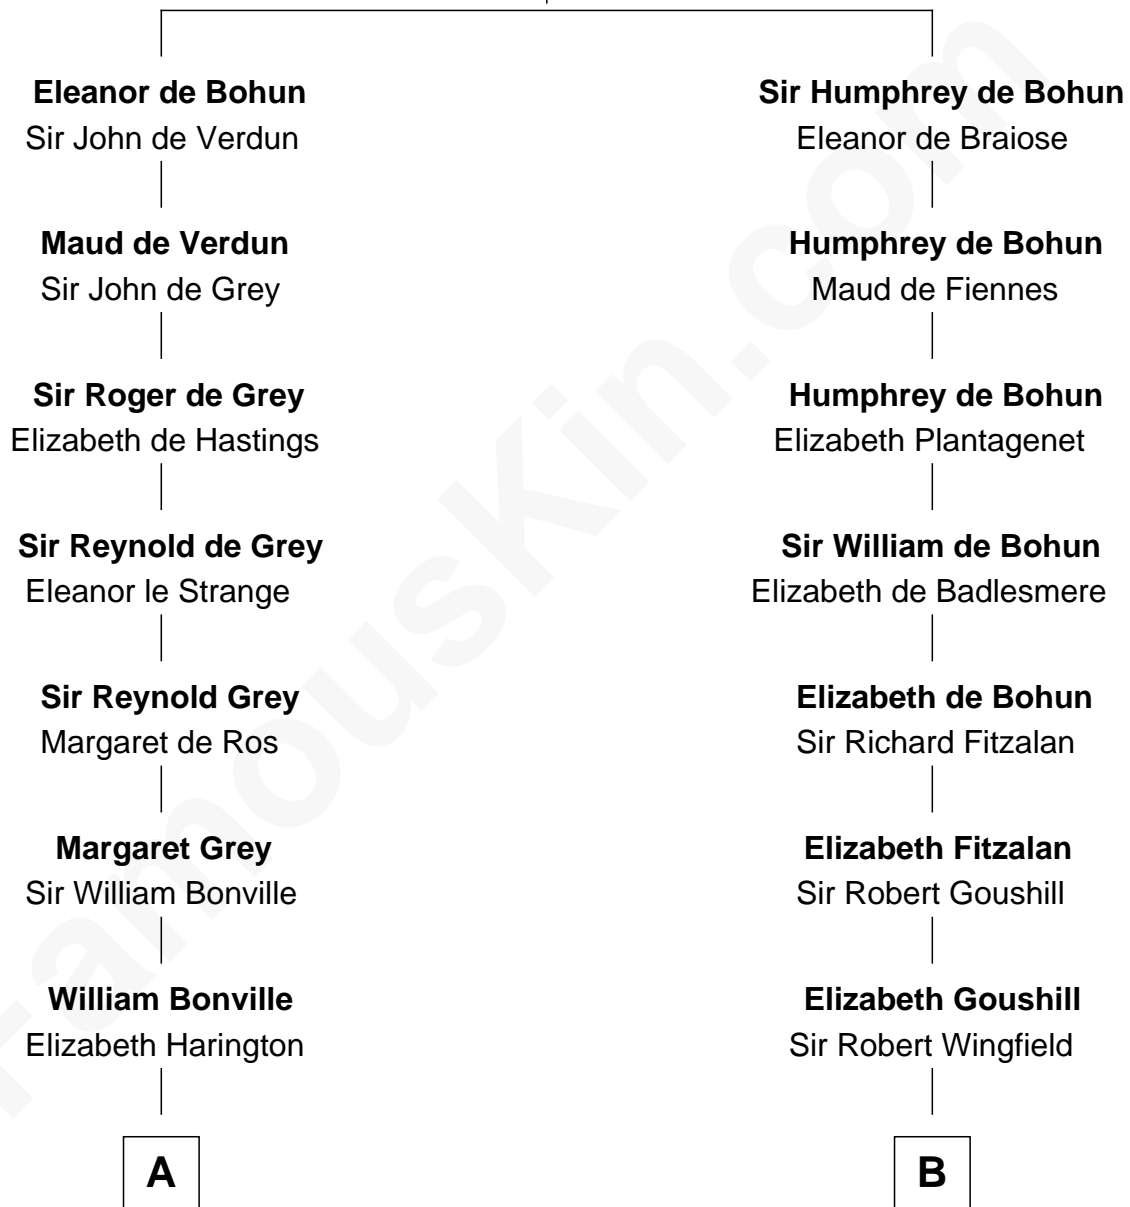 Eleanor de Bohun
Sir John de Verdun
Maud de Verdun
Sir John de Grey
Sir Roger de Grey
Elizabeth de Hastings
Sir Reynold de Grey
Eleanor le Strange
Sir Reynold Grey
Margaret de Ros
Margaret Grey
Sir William Bonville
William Bonville
Elizabeth Harington
A
Sir Humphrey de Bohun
Eleanor de Braiose
Humphrey de Bohun
Maud de Fiennes
Humphrey de Bohun
Elizabeth Plantagenet
Sir William de Bohun
Elizabeth de Badlesmere
Elizabeth de Bohun
Sir Richard Fitzalan
Elizabeth Fitzalan
Sir Robert Goushill
Elizabeth Goushill
Sir Robert Wingfield
B
FamousKin.com